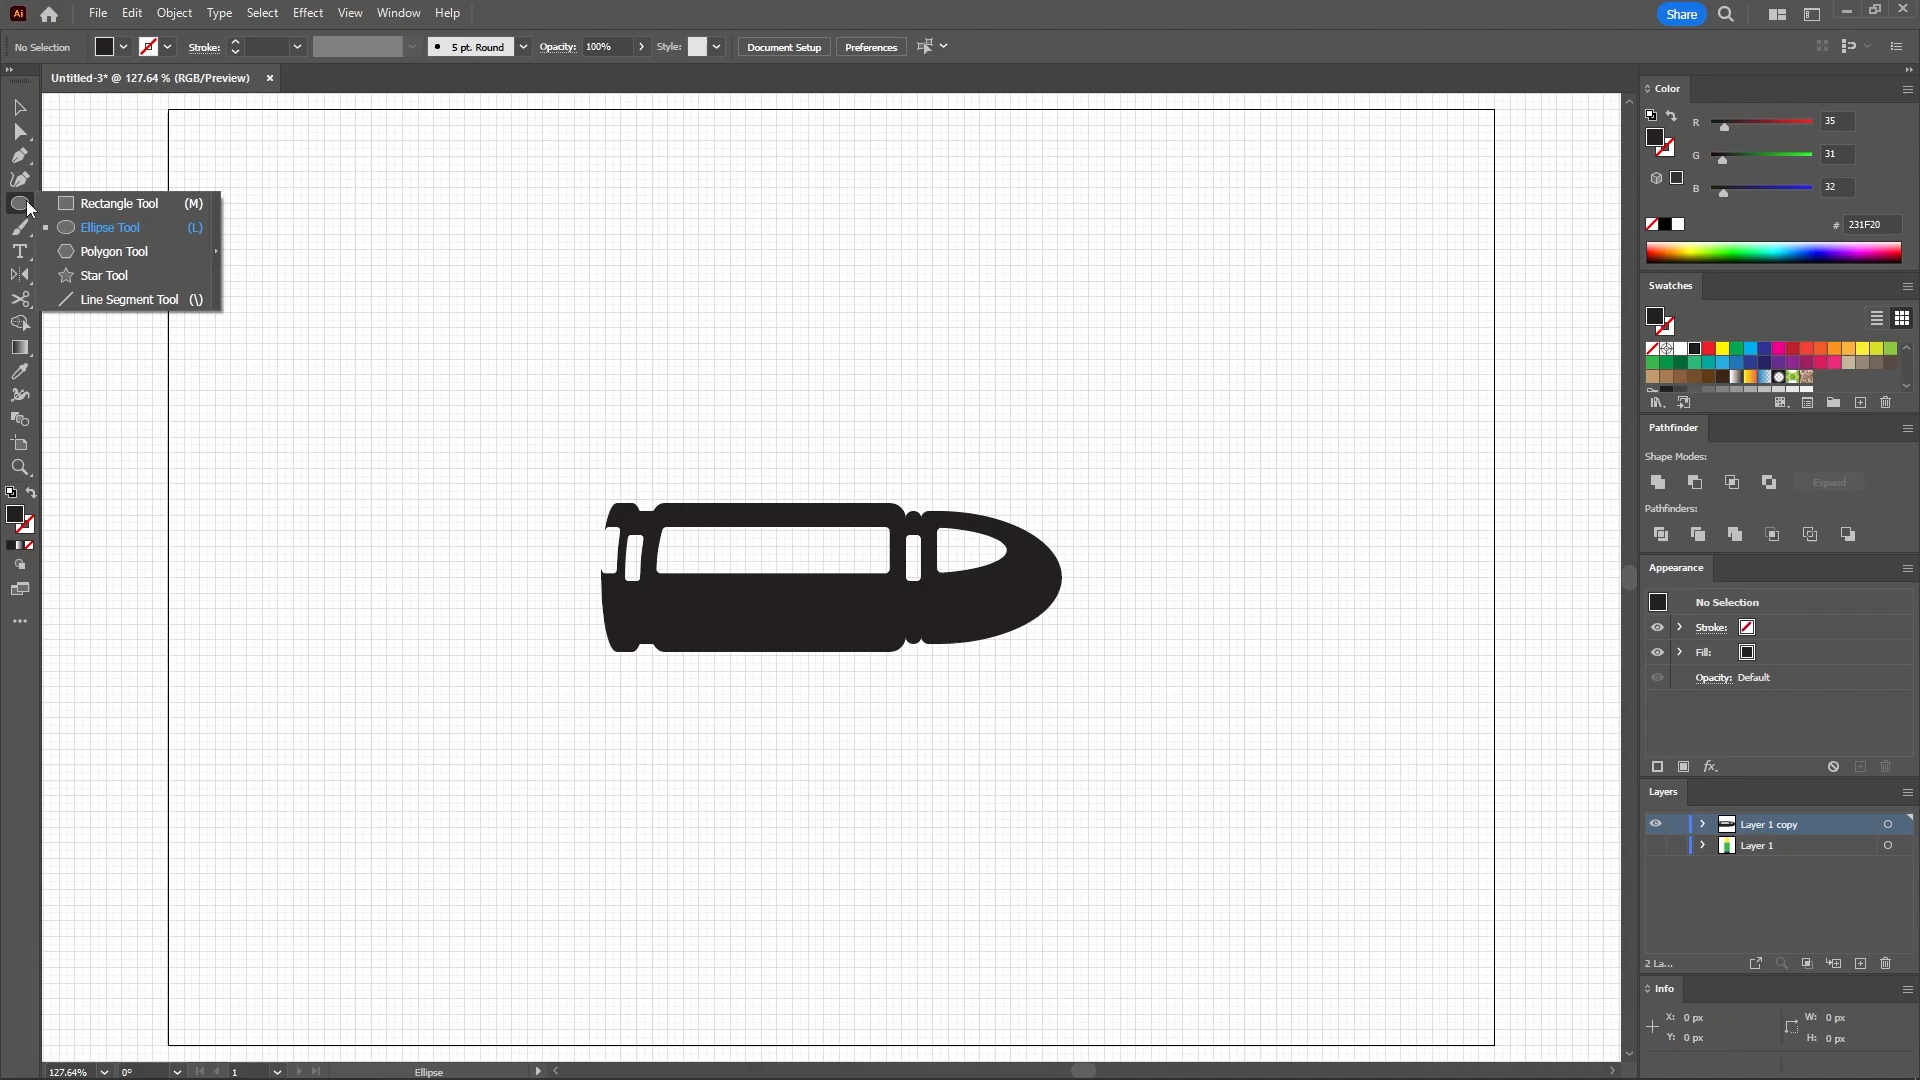 Ai File Edit Object Type Select Effect View Window Help Share
No Selection Stroke: 5 pt. Round Opacity: 100% Style: Document Setup Preferences
Untitled-3* @ 127.64 % (RGB/Preview) ×
Rectangle Tool (M)
Ellipse Tool (L)
Polygon Tool
Star Tool
Line Segment Tool (\)
Color
R 35
G 31
B 32
# 231F20
Swatches
Pathfinder
Shape Modes:
Expand
Pathfinders:
Appearance
No Selection
Stroke:
Fill:
Opacity: Default
fx
Layers
Layer 1 copy
Layer 1
2 La...
Info
X: 0 px W: 0 px
Y: 0 px H: 0 px
127.64% 0° 1 Ellipse